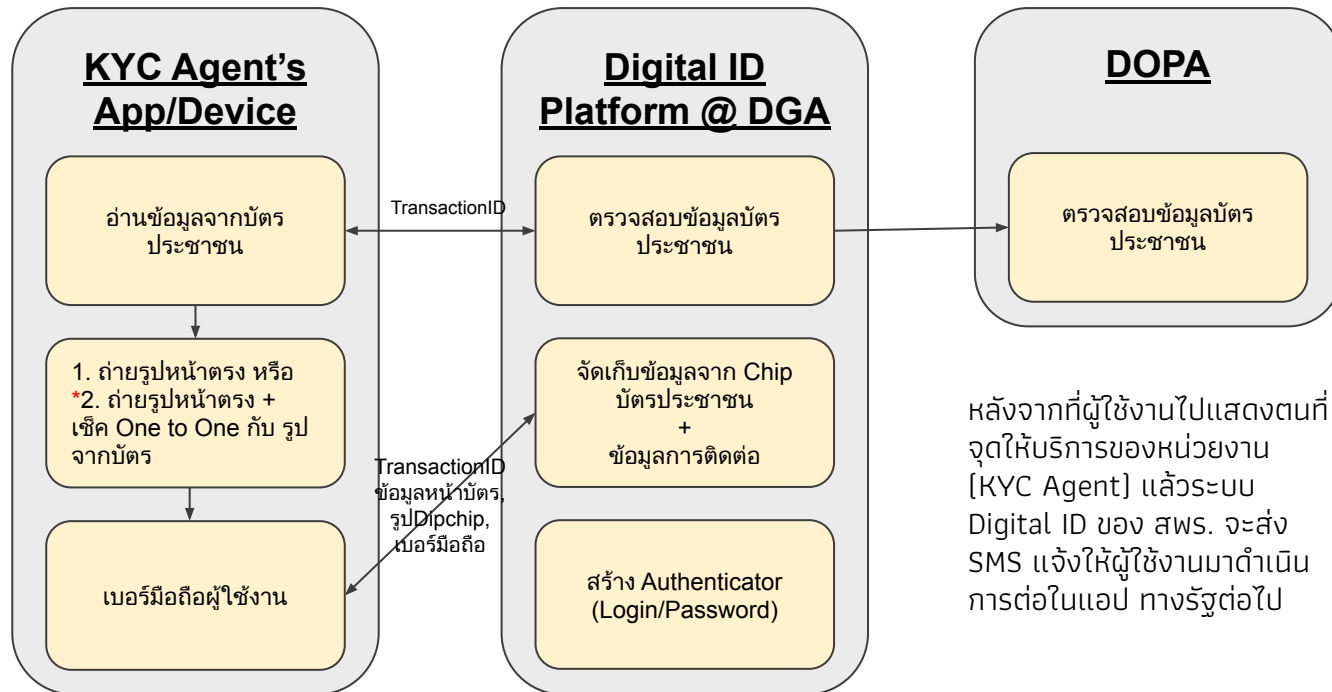 KYC Agent's
App/Device
อ่านข้อมูลจากบัตร
ประชาชน
1. ถ่ายรูปหน้าตรง หรือ
*2. ถ่ายรูปหน้าตรง +
เช็ค One to One กับ รูป
จากบัตร
เบอร์มือถือผู้ใช้งาน
TransactionID
TransactionID
ข้อมูลหน้าบัตร,
รูปDipchip,
เบอร์มือถือ
Digital ID
Platform @ DGA
ตรวจสอบข้อมูลบัตร
ประชาชน
จัดเก็บข้อมูลจาก Chip
บัตรประชาชน
+
ข้อมูลการติดต่อ
สร้าง Authenticator
(Login/Password)
DOPA
ตรวจสอบข้อมูลบัตร
ประชาชน
หลังจากที่ผู้ใช้งานไปแสดงตนที่
จุดให้บริการของหน่วยงาน
(KYC Agent) แล้วระบบ
Digital ID ของ สพร. จะส่ง
SMS แจ้งให้ผู้ใช้งานมาดำเนิน
การต่อในแอป ทางรัฐต่อไป